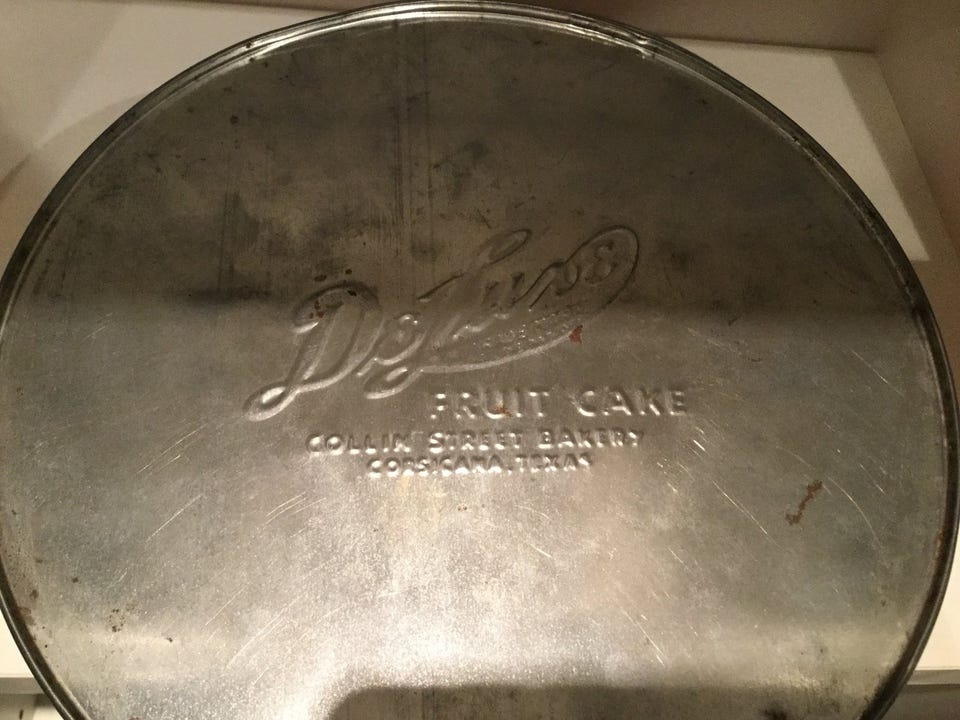 DeLuxe
FRUIT CAKE
COLLIN STREET BAKERY
CORSICANA, TEXAS